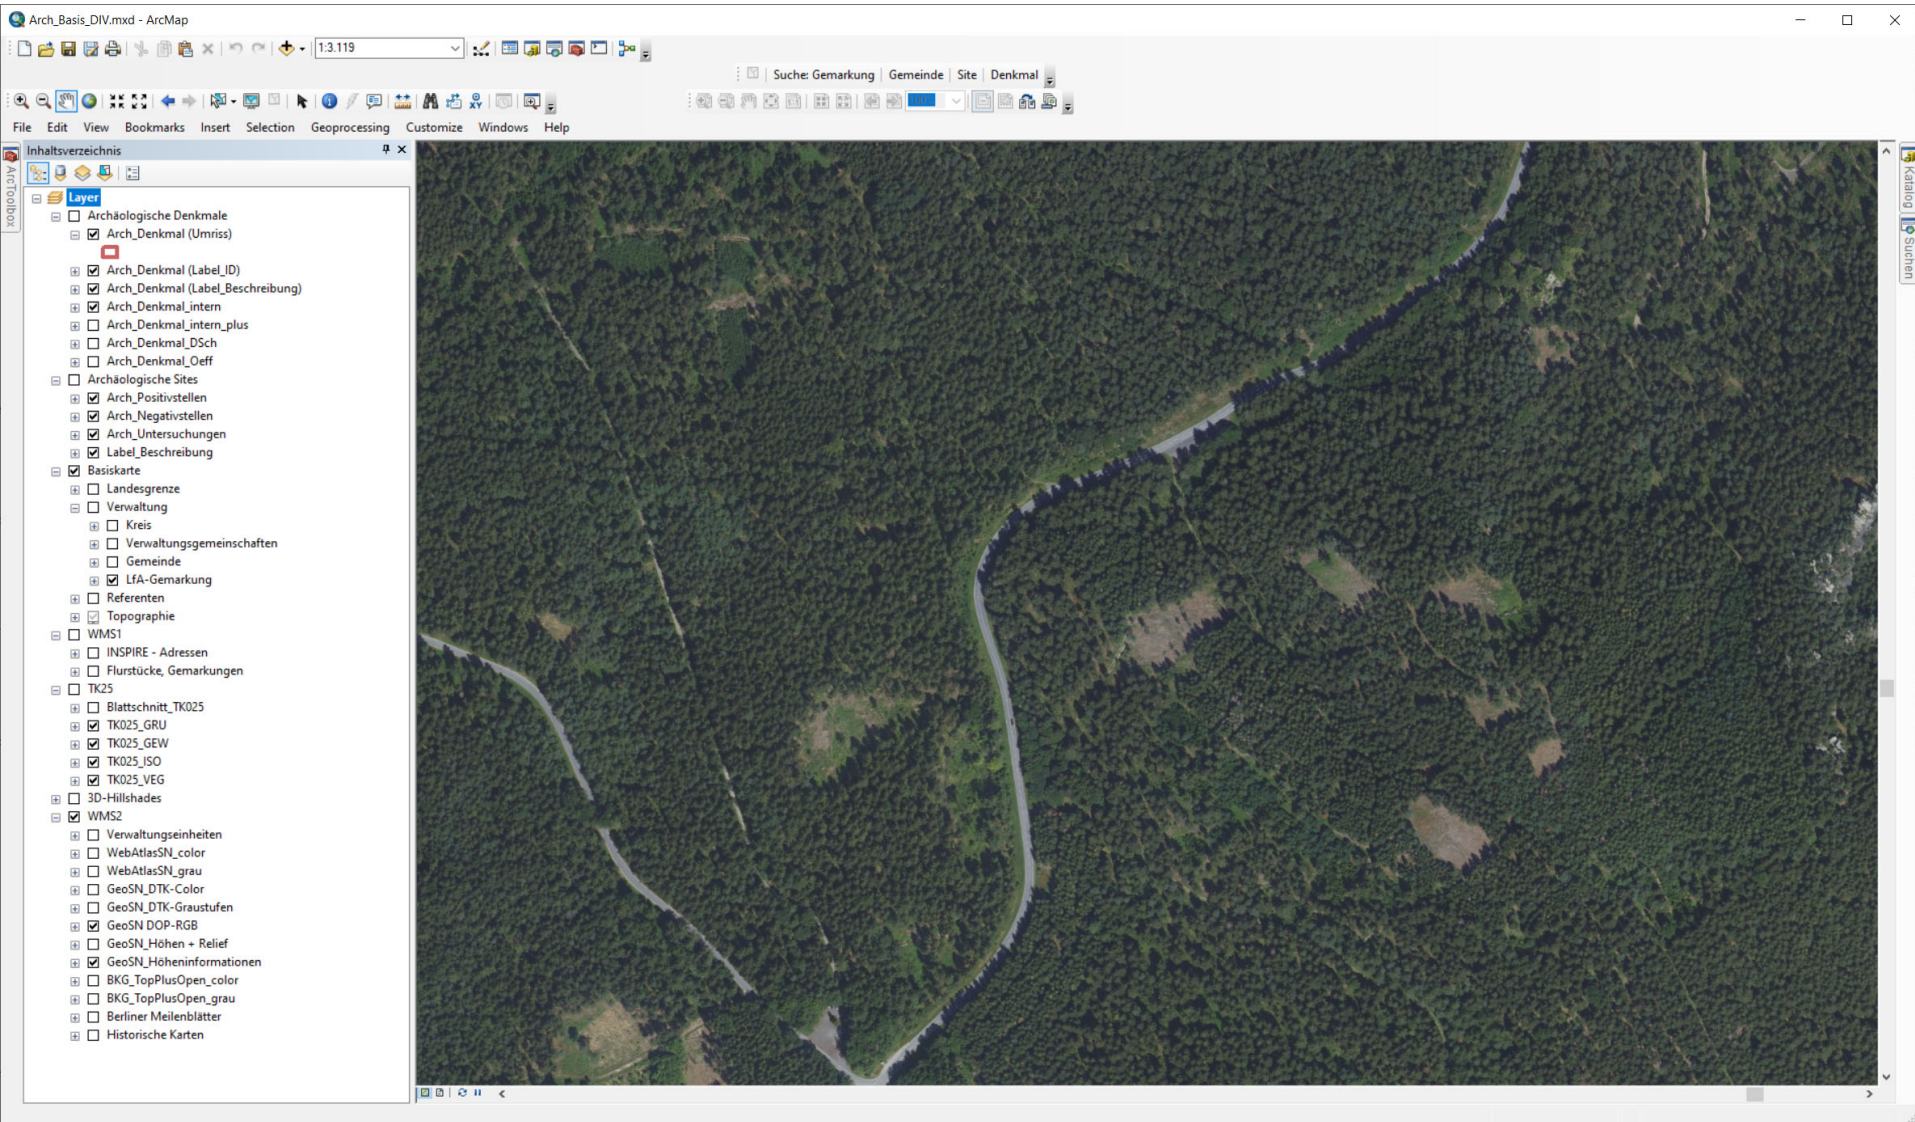 Arch_Basis_DIV.mxd - ArcMap
1:3.119
Suche: Gemarkung Gemeinde Site Denkmal
100%
File Edit View Bookmarks Insert Selection Geoprocessing Customize Windows Help
ArcToolbox
Inhaltsverzeichnis
Layer
Archäologische Denkmale
Arch_Denkmal (Umriss)
Arch_Denkmal (Label_ID)
Arch_Denkmal (Label_Beschreibung)
Arch_Denkmal_intern
Arch_Denkmal_intern_plus
Arch_Denkmal_DSch
Arch_Denkmal_Oeff
Archäologische Sites
Arch_Positivstellen
Arch_Negativstellen
Arch_Untersuchungen
Label_Beschreibung
Basiskarte
Landesgrenze
Verwaltung
Kreis
Verwaltungsgemeinschaften
Gemeinde
LfA-Gemarkung
Referenten
Topographie
WMS1
INSPIRE - Adressen
Flurstücke, Gemarkungen
TK25
Blattschnitt_TK025
TK025_GRU
TK025_GEW
TK025_ISO
TK025_VEG
3D-Hillshades
WMS2
Verwaltungseinheiten
WebAtlasSN_color
WebAtlasSN_grau
GeoSN_DTK-Color
GeoSN_DTK-Graustufen
GeoSN DOP-RGB
GeoSN_Höhen + Relief
GeoSN_Höheninformationen
BKG_TopPlusOpen_color
BKG_TopPlusOpen_grau
Berliner Meilenblätter
Historische Karten
Katalog
Suchen